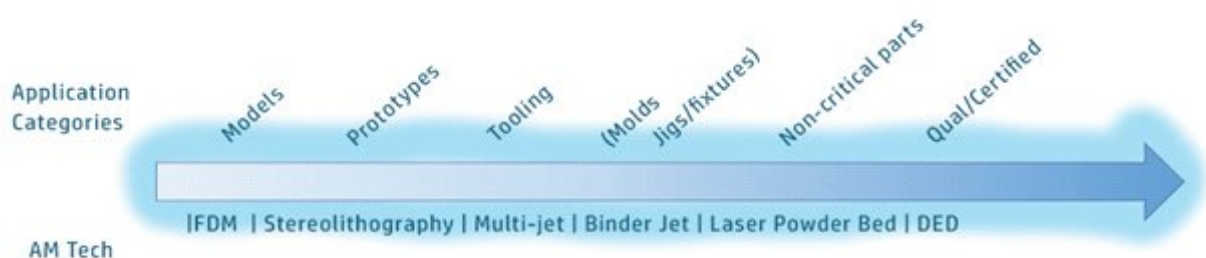 Application
Categories
Models
Prototypes
Tooling
(Molds
Jigs/fixtures)
Non-critical parts
Qual/Certified
|FDM | Stereolithography | Multi-jet | Binder Jet | Laser Powder Bed | DED
AM Tech